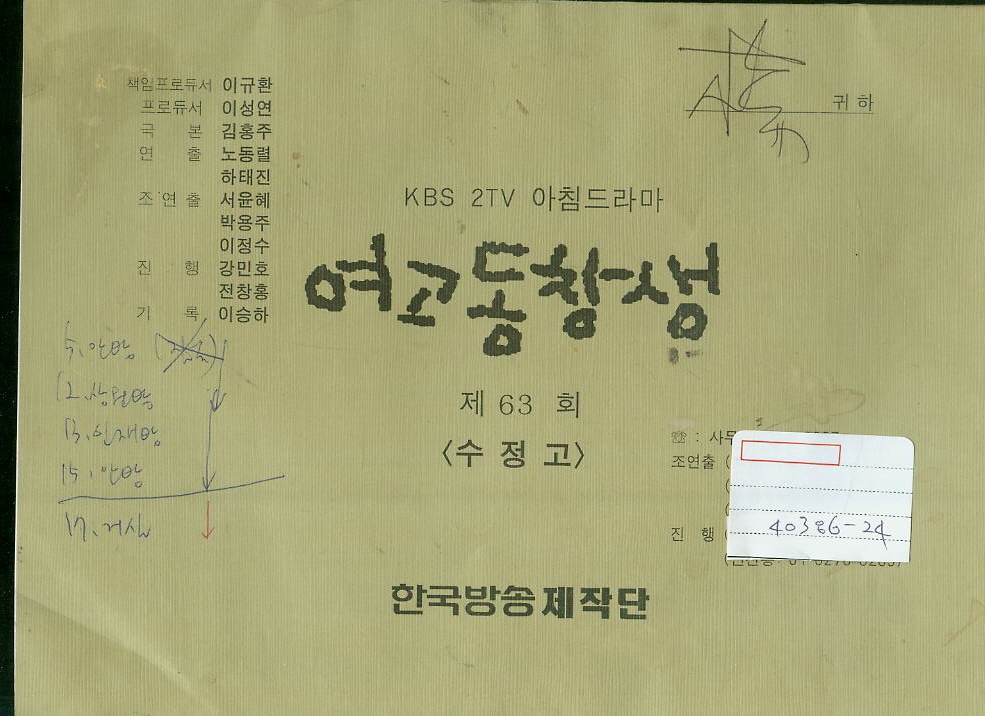 책임프로듀서 이규환
프로듀서 이성연
극 본 김홍주
연 출 노동렬
하태진
조연출 서윤혜
박용주
이정수
진 행 강민호
전창홍
기 록 이승하
귀하
KBS 2TV 아침드라마
여고동창생
제 63 회
<수정고>
5. 안방
13. 인재방
15. 안방
17. 거실
☎ : 사무
조연출 (
진 행 (
40386-24
한국방송제작단